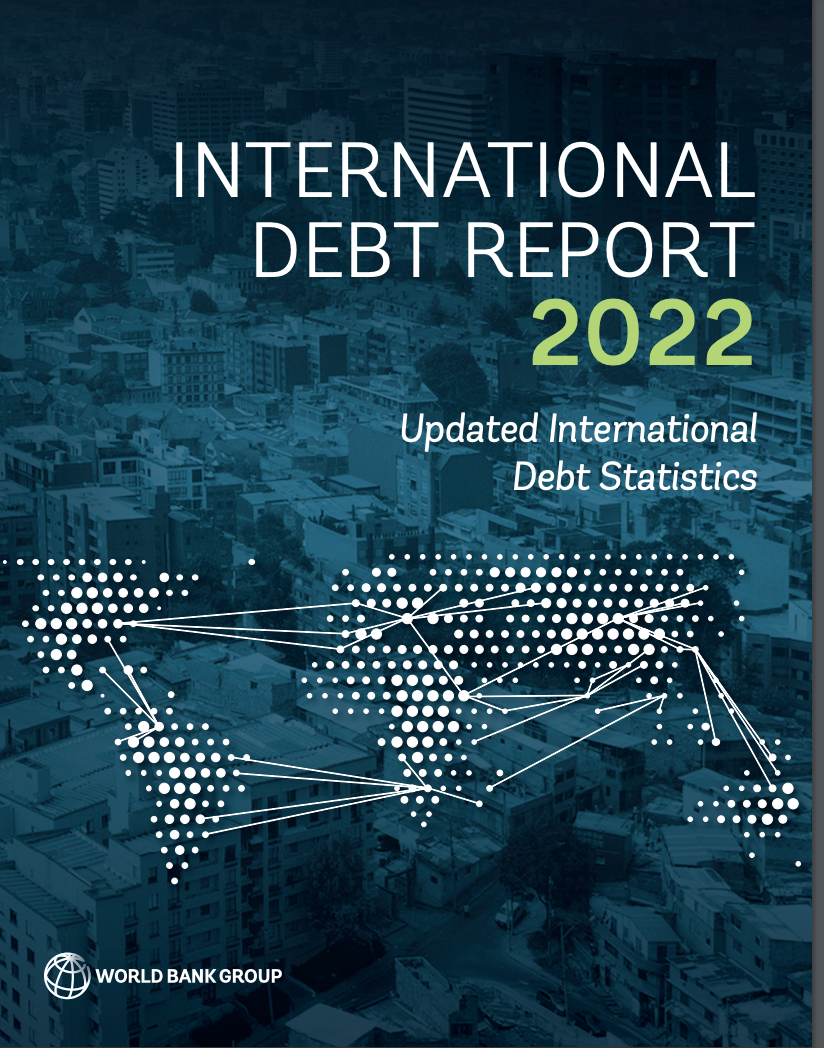 INTERNATIONAL
DEBT REPORT
2022
Updated International
Debt Statistics
WORLD BANK GROUP